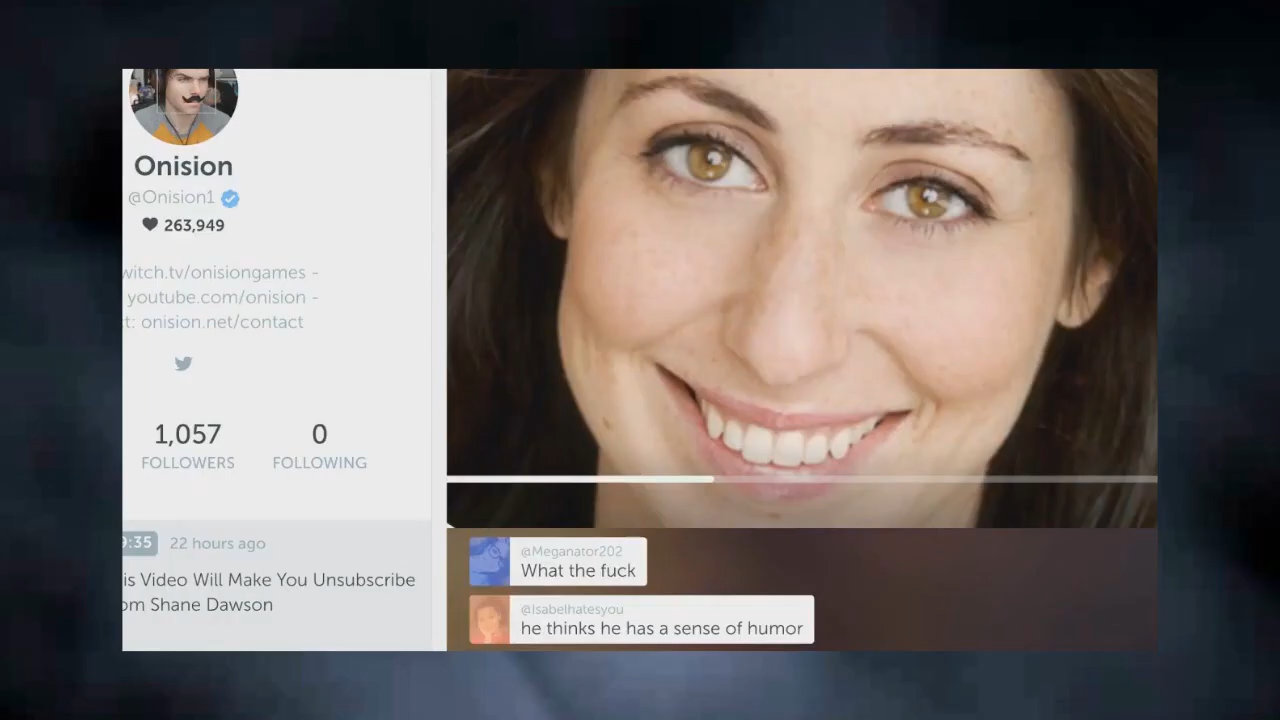 Onision
@Onision1
263,949
witch.tv/onisiongames -
youtube.com/onision -
t: onision.net/contact
1,057
0
FOLLOWERS
FOLLOWING
9:35
22 hours ago
is Video Will Make You Unsubscribe
om Shane Dawson
@Meganator202
What the fuck
@Isabelhatesyou
he thinks he has a sense of humor